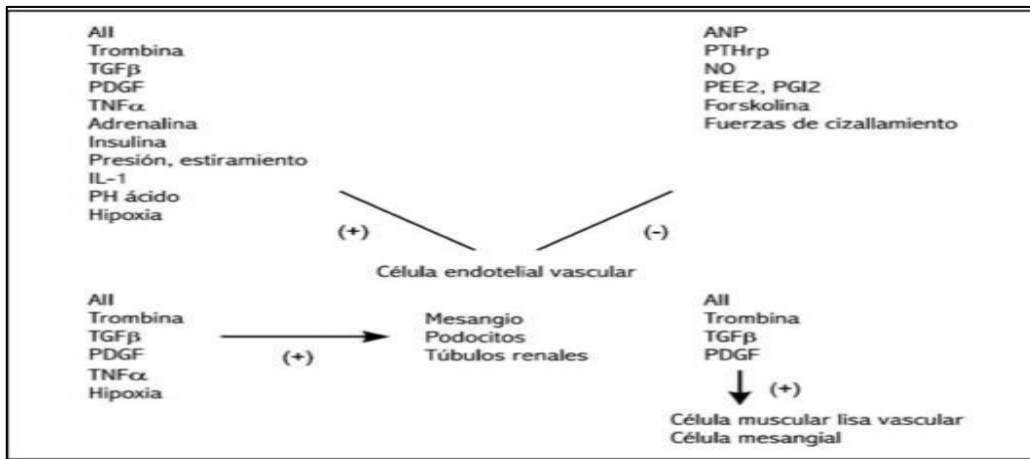 AII
Trombina
TGFβ
PDGF
TNFα
Adrenalina
Insulina
Presión, estiramiento
IL-1
PH ácido
Hipoxia
(+)
ANP
PTHrp
NO
PEE2, PGI2
Forskolina
Fuerzas de cizallamiento
(-)
Célula endotelial vascular
AII
Trombina
TGFβ
PDGF
TNFα
Hipoxia
(+)
Mesangio
Podocitos
Túbulos renales
AII
Trombina
TGFβ
PDGF
(+)
Célula muscular lisa vascular
Célula mesangial